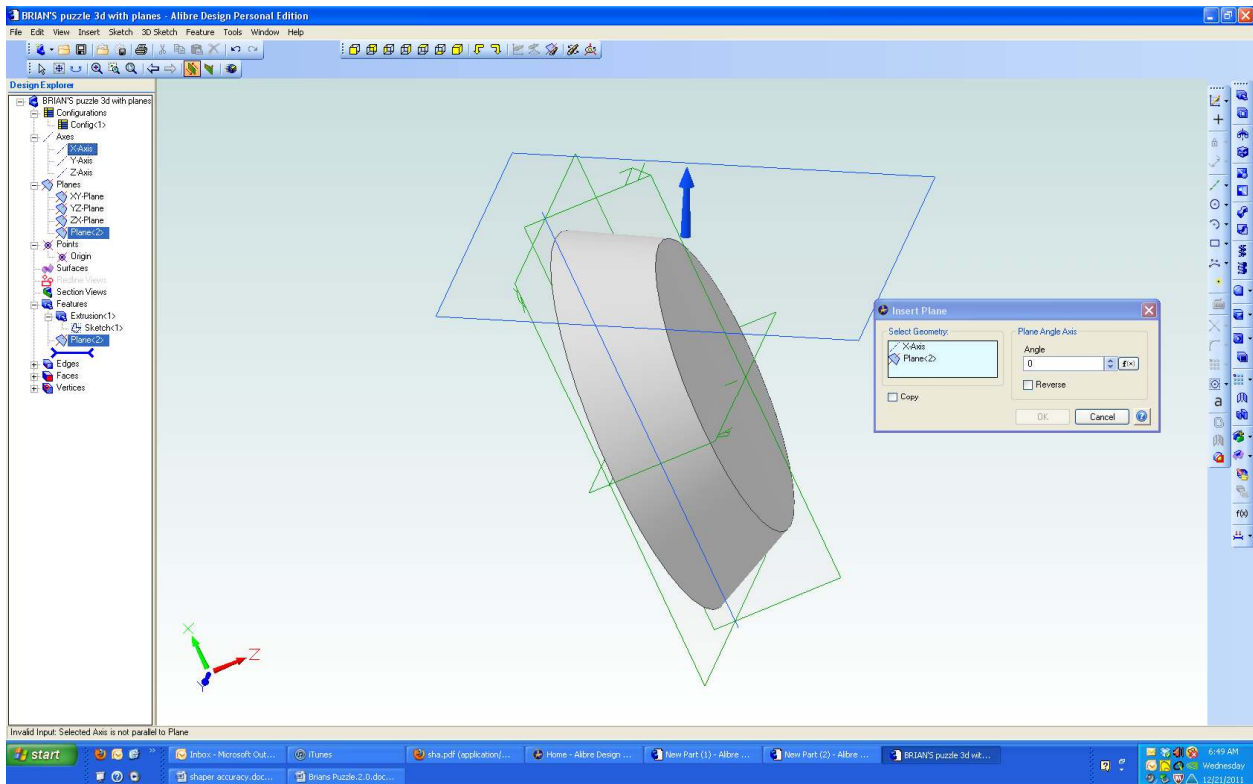 BRIAN'S puzzle 3d with planes - Alibre Design Personal Edition
File Edit View Insert Sketch 3D Sketch Feature Tools Window Help
Design Explorer
BRIAN'S puzzle 3d with planes
Configurations
Config<1>
Axes
X-Axis
Y-Axis
Z-Axis
Planes
XY-Plane
YZ-Plane
ZX-Plane
Plane<2>
Points
Origin
Surfaces
Redline Views
Section Views
Features
Extrusion<1>
Sketch<1>
Plane<2>
Edges
Faces
Vertices
Insert Plane
Select Geometry:
X-Axis
Plane<2>
Copy
Plane Angle Axis
Angle
0
f(x)
Reverse
OK Cancel
a
f(x)
X
Z
Y
Invalid Input: Selected Axis is not parallel to Plane
start
Inbox - Microsoft Out...
iTunes
sha.pdf (application/...
Home - Alibre Design ...
New Part (1) - Alibre ...
New Part (2) - Alibre ...
BRIAN'S puzzle 3d wit...
shaper accuracy.doc...
Brians Puzzle.2.0.doc...
6:49 AM
Wednesday
12/21/2011